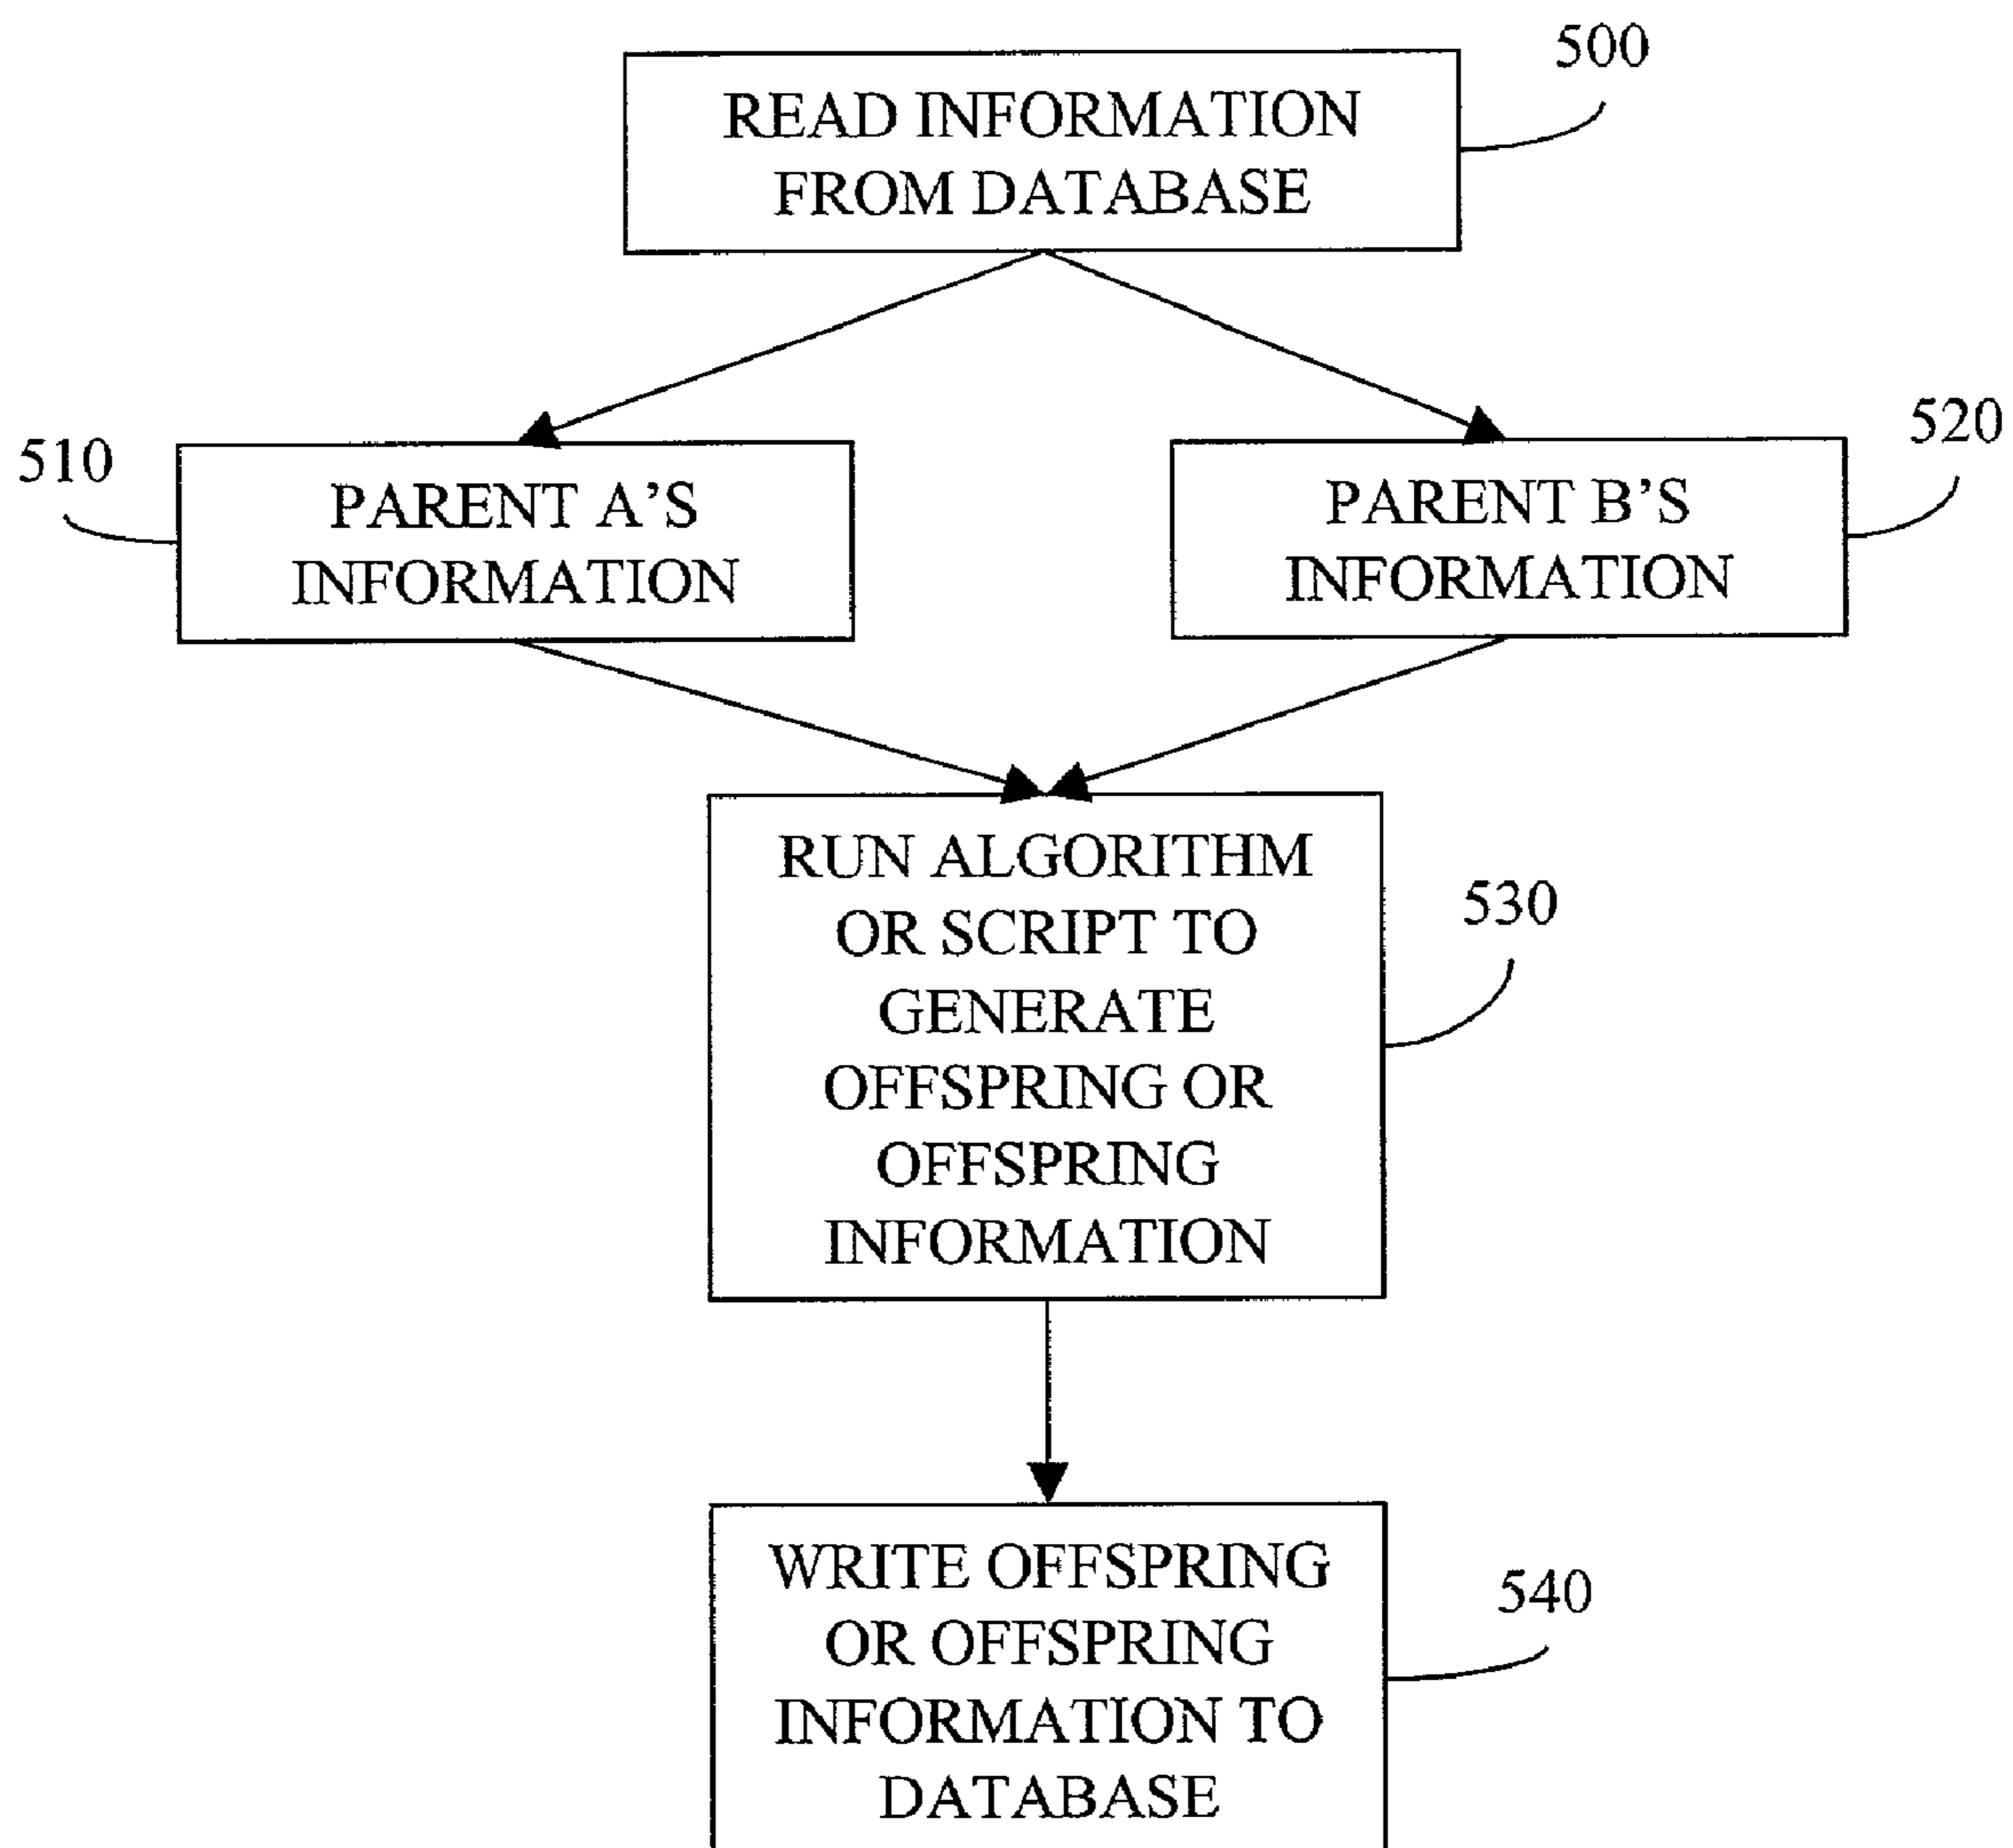 500
READ INFORMATION
FROM DATABASE
510
PARENT A’S
INFORMATION
520
PARENT B’S
INFORMATION
RUN ALGORITHM
OR SCRIPT TO
GENERATE
OFFSPRING OR
OFFSPRING
INFORMATION
530
WRITE OFFSPRING
OR OFFSPRING
INFORMATION TO
DATABASE
540